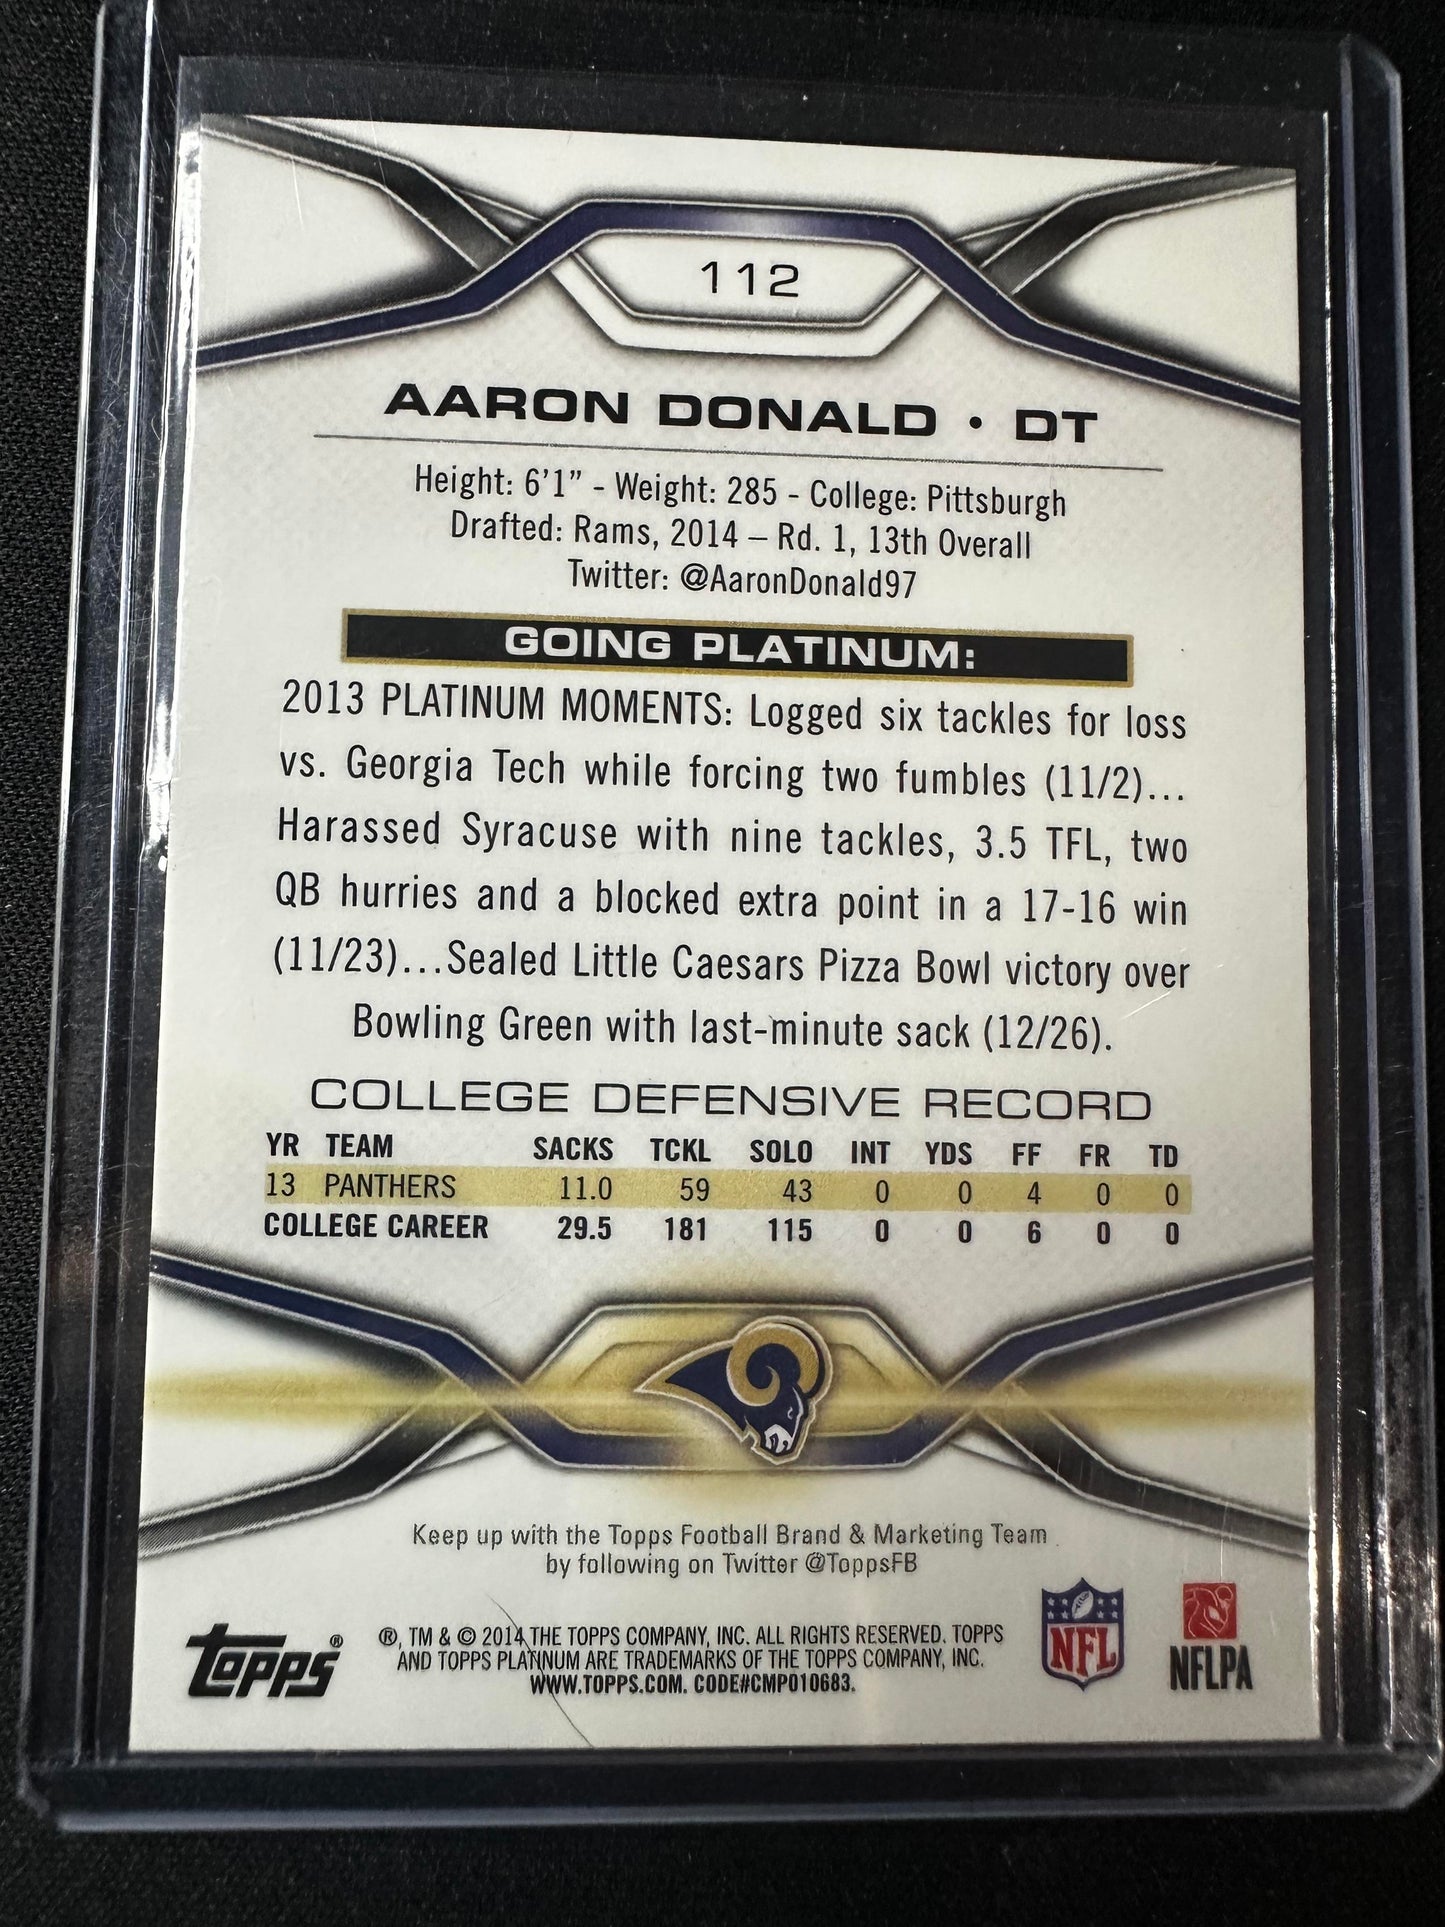 112
AARON DONALD • DT
Height: 6'1" - Weight: 285 - College: Pittsburgh
Drafted: Rams, 2014 – Rd. 1, 13th Overall
Twitter: @AaronDonald97
GOING PLATINUM:
2013 PLATINUM MOMENTS: Logged six tackles for loss
vs. Georgia Tech while forcing two fumbles (11/2)...
Harassed Syracuse with nine tackles, 3.5 TFL, two
QB hurries and a blocked extra point in a 17-16 win
(11/23)...Sealed Little Caesars Pizza Bowl victory over
Bowling Green with last-minute sack (12/26).
COLLEGE DEFENSIVE RECORD
YR TEAM SACKS TCKL SOLO INT YDS FF FR TD
13 PANTHERS 11.0 59 43 0 0 4 0 0
COLLEGE CAREER 29.5 181 115 0 0 6 0 0
Keep up with the Topps Football Brand & Marketing Team
by following on Twitter @ToppsFB
topps®
®, TM & © 2014 THE TOPPS COMPANY, INC. ALL RIGHTS RESERVED. TOPPS
AND TOPPS PLATINUM ARE TRADEMARKS OF THE TOPPS COMPANY, INC.
WWW.TOPPS.COM. CODE#CMP010683.
NFL
NFLPA